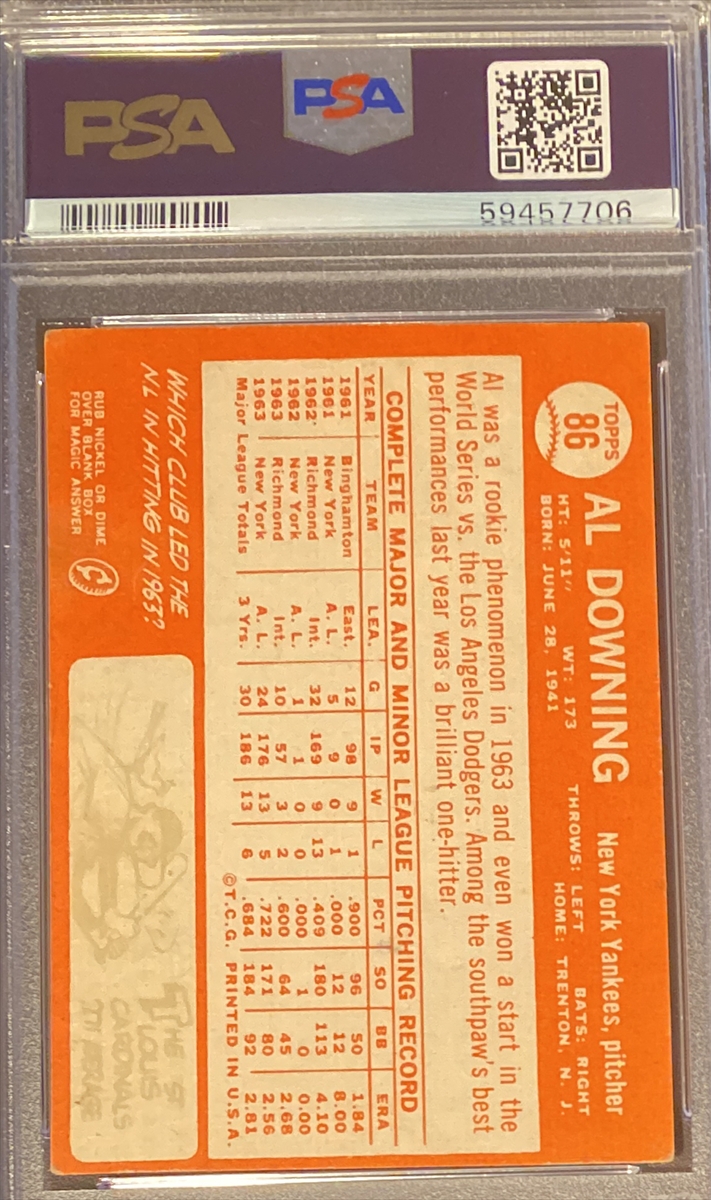 PSA
PSA
59457706
TOPPS
86
AL DOWNING
New York Yankees, pitcher
HT: 5'11" WT: 173 THROWS: LEFT BATS: RIGHT
BORN: JUNE 28, 1941 HOME: TRENTON, N. J.
Al was a rookie phenomenon in 1963 and even won a start in the
World Series vs. the Los Angeles Dodgers. Among the southpaw's best
performances last year was a brilliant one-hitter.
COMPLETE MAJOR AND MINOR LEAGUE PITCHING RECORD
YEAR TEAM LEA. G IP W L PCT SO BB ERA
1961 Binghamton East. 12 98 9 1 .900 96 50 1.84
1961 New York A. L. 5 9 0 1 .000 12 12 8.00
1962 Richmond Int. 32 169 9 13 .409 180 113 4.10
1962 New York A. L. 1 1 0 0 .000 1 0 0.00
1963 Richmond Int. 10 57 3 2 .600 64 45 2.68
1963 New York A. L. 24 176 13 5 .722 171 80 2.56
Major League Totals 3 Yrs. 30 186 13 6 .684 184 92 2.81
©T.C.G. PRINTED IN U.S.A.
WHICH CLUB LED THE
N.L. IN HITTING IN 1963?
RUB NICKEL OR DIME
OVER BLANK BOX
FOR MAGIC ANSWER
THE ST
LOUIS
CARDINALS